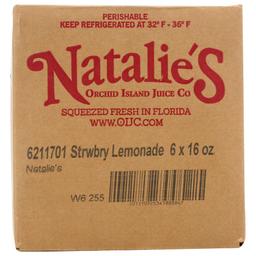 PERISHABLE
KEEP REFRIGERATED AT 32° F - 36° F
NATALIE'S
ORCHID ISLAND JUICE CO
SQUEEZED FRESH IN FLORIDA
WWW.OIJC.COM
6211701 Strwbry Lemonade 6 x 16 oz.
Natalie's
W6 255